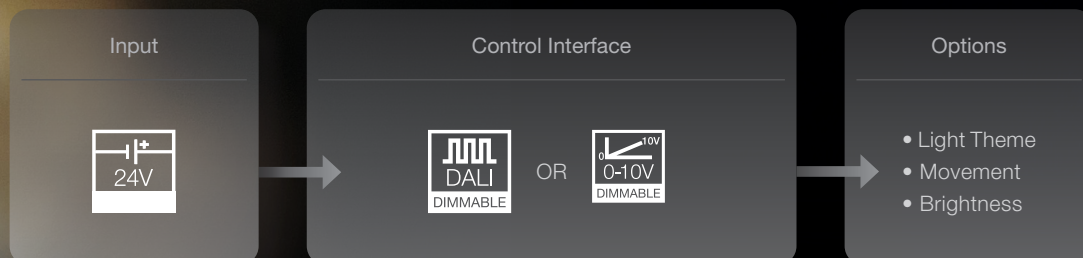 Input
24V
Control Interface
DALI
DIMMABLE
OR
0
10V
0-10V
DIMMABLE
Options
• Light Theme
• Movement
• Brightness